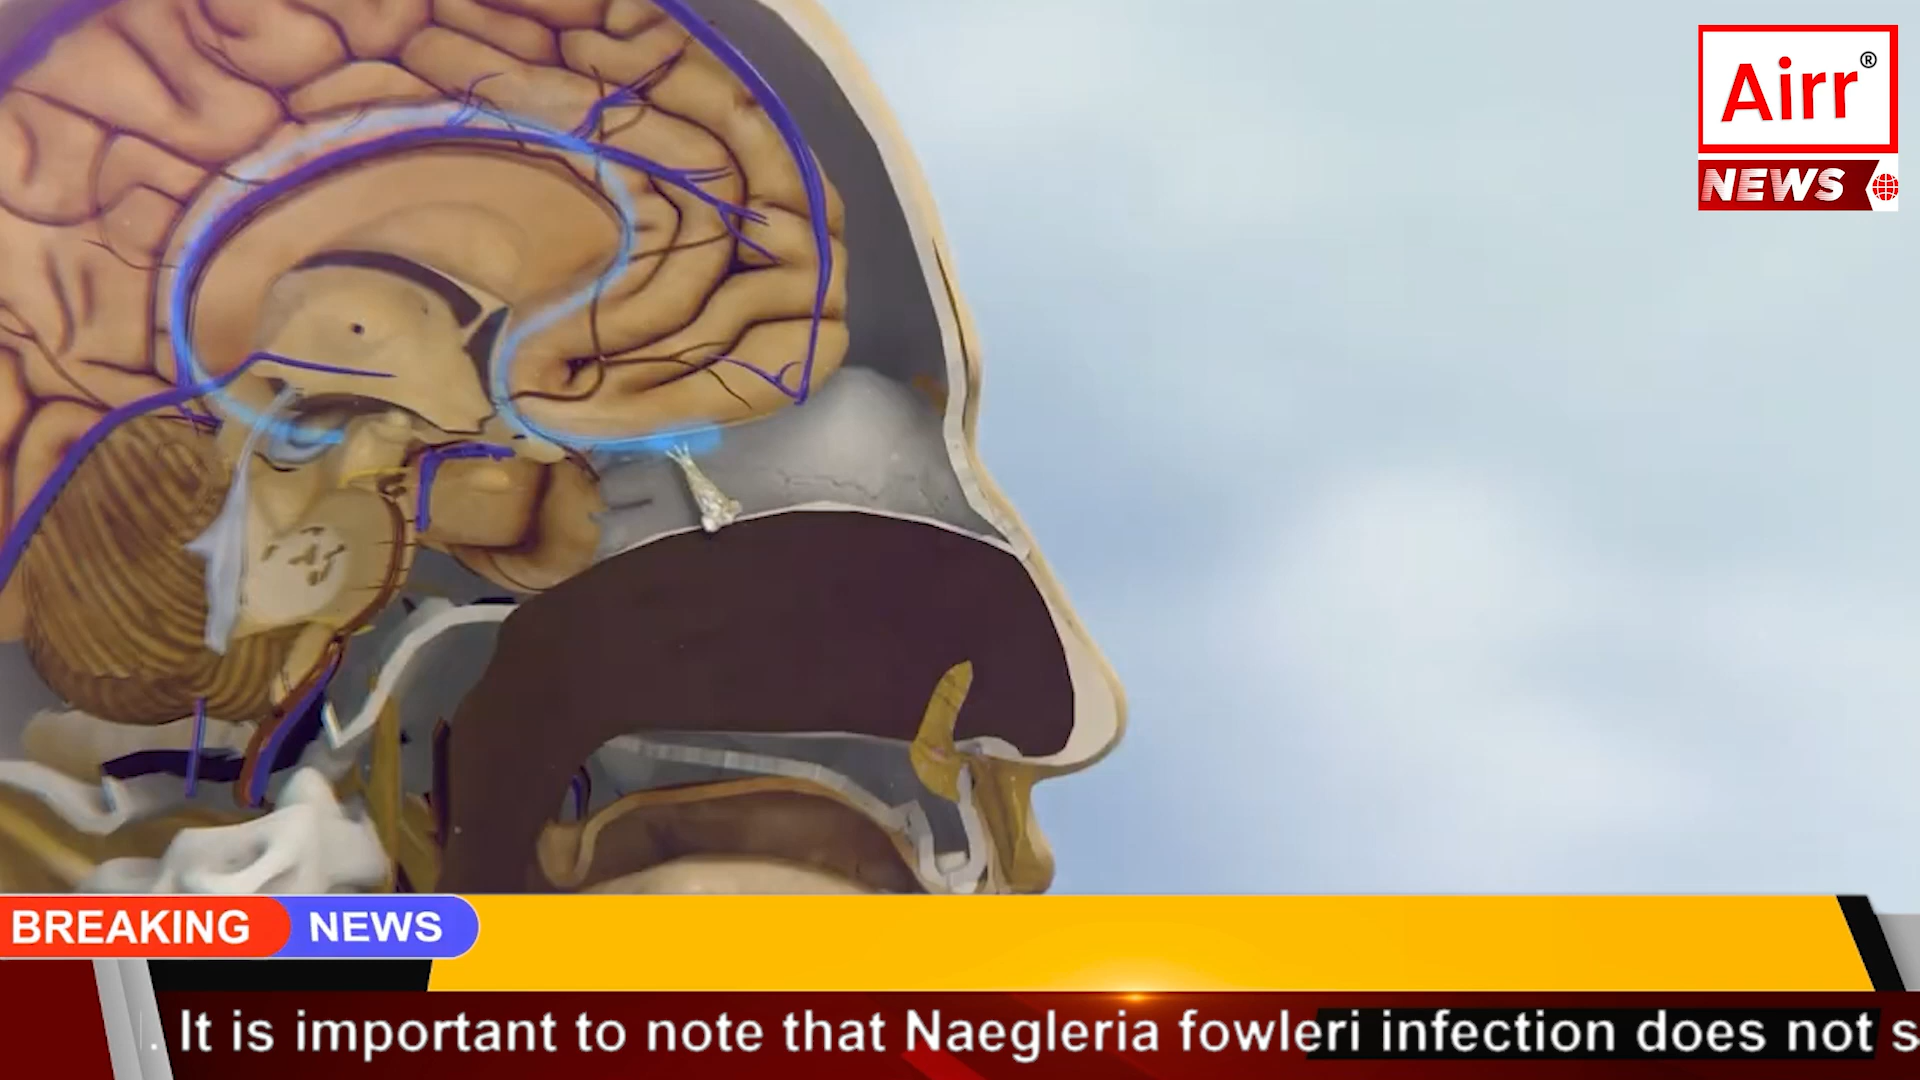 Airr®
NEWS
BREAKING NEWS
. It is important to note that Naegleria fowleri infection does not s